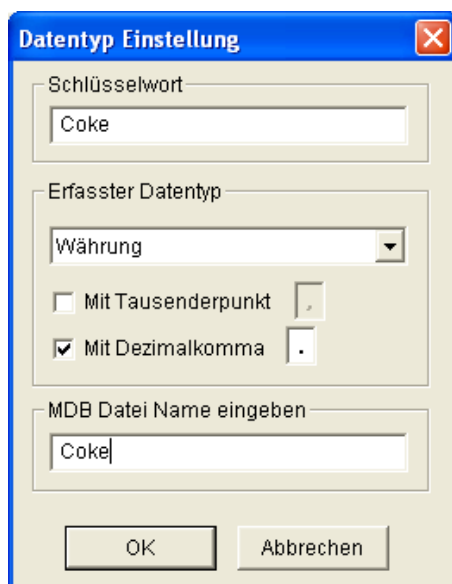 Datentyp Einstellung
Schlüsselwort
Coke
Erfasster Datentyp
Währung
Mit Tausenderpunkt ,
Mit Dezimalkomma .
MDB Datei Name eingeben
Coke
OK Abbrechen